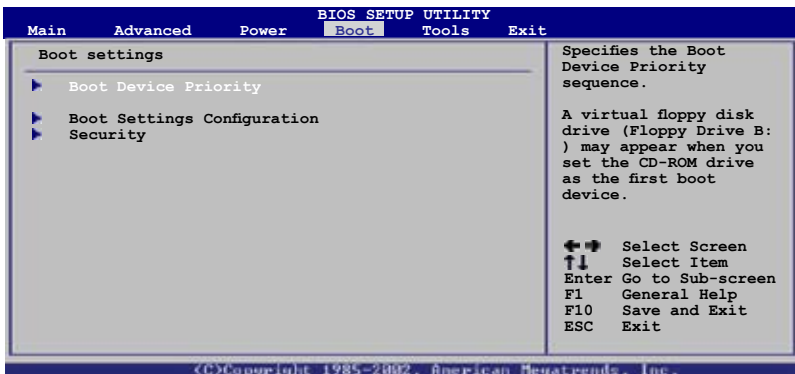 BIOS SETUP UTILITY
Main Advanced Power Boot Tools Exit
Boot settings
Boot Device Priority
Boot Settings Configuration
Security
Specifies the Boot
Device Priority
sequence.
A virtual floppy disk
drive (Floppy Drive B:
) may appear when you
set the CD-ROM drive
as the first boot
device.
Select Screen
↑↓ Select Item
Enter Go to Sub-screen
F1 General Help
F10 Save and Exit
ESC Exit
(C)Copyright 1985-2002, American Megatrends, Inc.